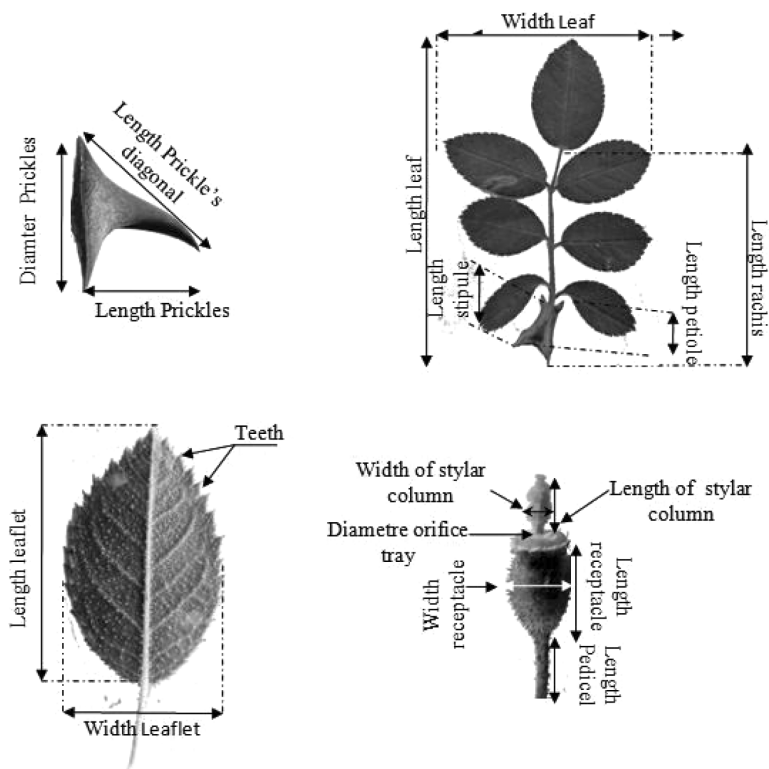 Width Leaf
Length Prickle's
diagonal
Diamter Prickles
Length Prickles
Length leaf
Length
stipule
Length petiole
Length rachis
Teeth
Length leaflet
Width Leaflet
Width of stylar
column
Length of stylar
column
Diametre orifice
tray
Width
receptacle
Length
receptacle
Length
Pedicel